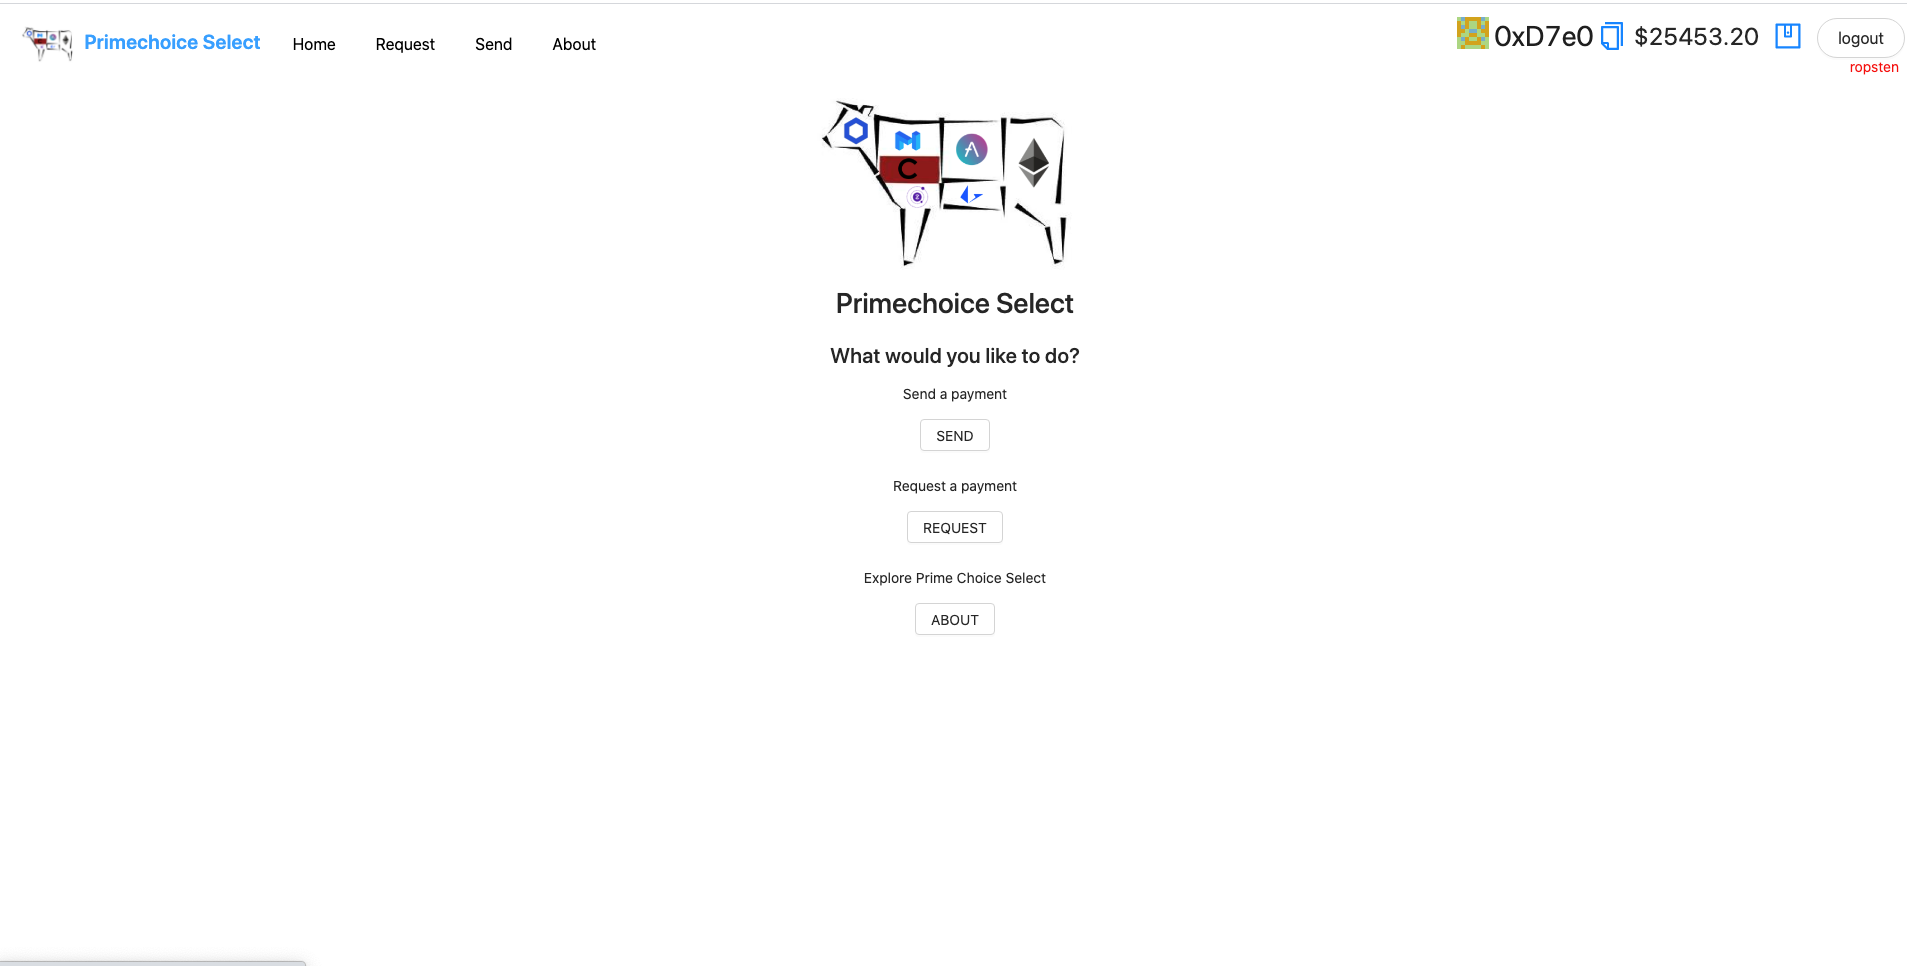 Primechoice Select Home Request Send About 0xD7e0 $25453.20 logout
ropsten
C
Primechoice Select
What would you like to do?
Send a payment
SEND
Request a payment
REQUEST
Explore Prime Choice Select
ABOUT